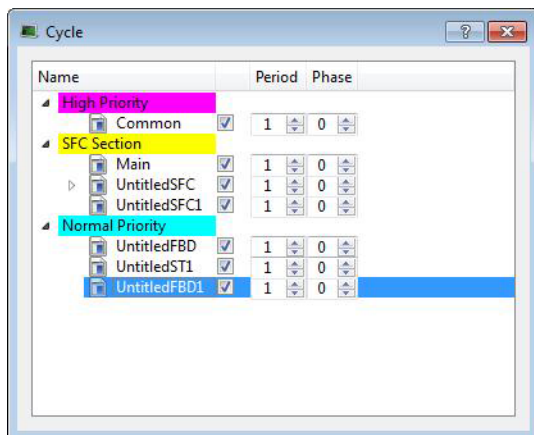 Cycle
Name Period Phase
High Priority
Common 1 0
SFC Section
Main 1 0
UntitledSFC 1 0
UntitledSFC1 1 0
Normal Priority
UntitledFBD 1 0
UntitledST1 1 0
UntitledFBD1 1 0